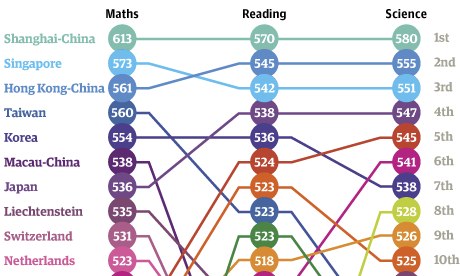 Maths Reading Science
Shanghai-China 613 570 580 1st
Singapore 573 545 555 2nd
Hong Kong-China 561 542 551 3rd
Taiwan 560 538 547 4th
Korea 554 536 545 5th
Macau-China 538 524 541 6th
Japan 536 523 538 7th
Liechtenstein 535 523 528 8th
Switzerland 531 523 526 9th
Netherlands 523 518 525 10th